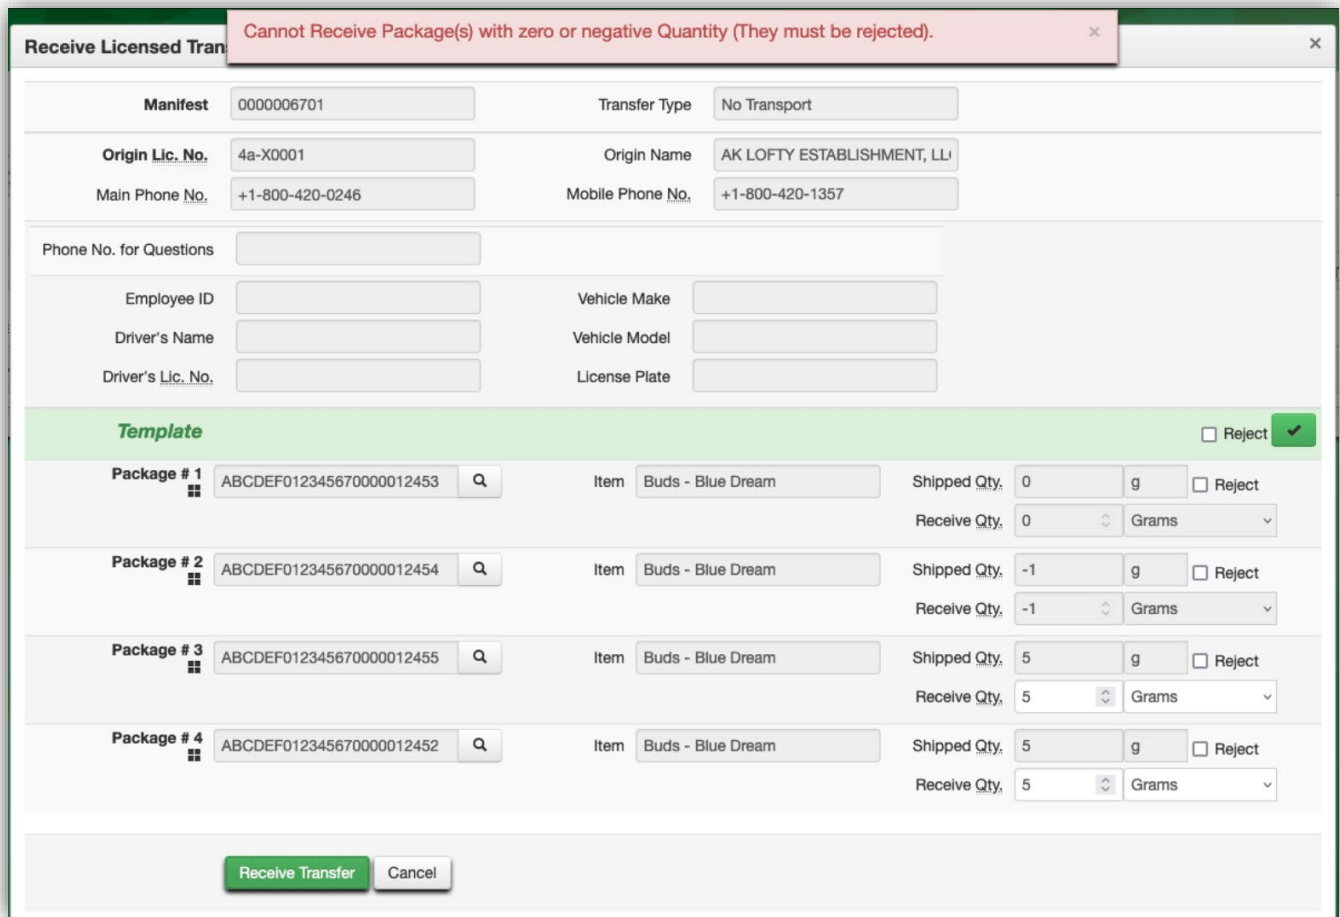 Cannot Receive Package(s) with zero or negative Quantity (They must be rejected). ×
Receive Licensed Tran ×
Manifest 0000006701 Transfer Type No Transport
Origin Lic. No. 4a-X0001 Origin Name AK LOFTY ESTABLISHMENT, LL
Main Phone No. +1-800-420-0246 Mobile Phone No. +1-800-420-1357
Phone No. for Questions
Employee ID Vehicle Make
Driver's Name Vehicle Model
Driver's Lic. No. License Plate
Template Reject
Package # 1 ABCDEF012345670000012453 Item Buds - Blue Dream Shipped Qty. 0 g Reject
Receive Qty. 0 Grams
Package # 2 ABCDEF012345670000012454 Item Buds - Blue Dream Shipped Qty. -1 g Reject
Receive Qty. -1 Grams
Package # 3 ABCDEF012345670000012455 Item Buds - Blue Dream Shipped Qty. 5 g Reject
Receive Qty. 5 Grams
Package # 4 ABCDEF012345670000012452 Item Buds - Blue Dream Shipped Qty. 5 g Reject
Receive Qty. 5 Grams
Receive Transfer Cancel